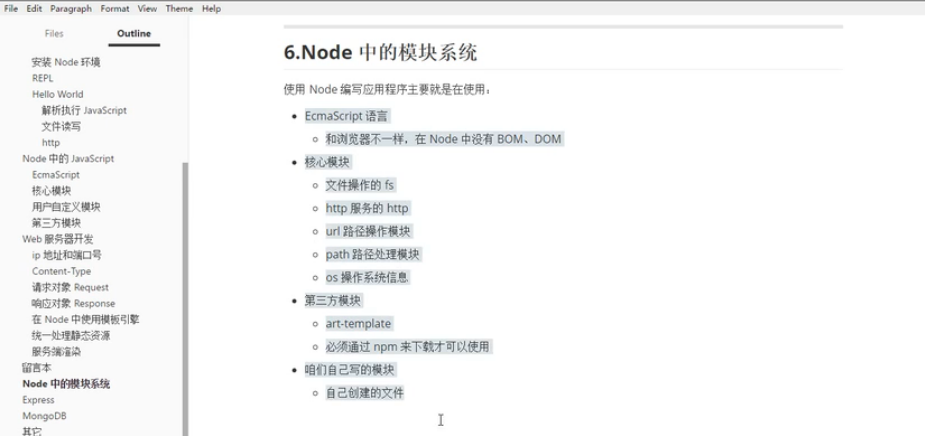 File Edit Paragraph Format View Theme Help
Files Outline
安装 Node 环境
REPL
Hello World
解析执行 JavaScript
文件读写
http
Node 中的 JavaScript
EcmaScript
核心模块
用户自定义模块
第三方模块
Web 服务器开发
ip 地址和端口号
Content-Type
请求对象 Request
响应对象 Response
在 Node 中使用模板引擎
统一处理静态资源
服务端渲染
留言本
Node 中的模块系统
Express
MongoDB
其它
6.Node 中的模块系统
使用 Node 编写应用程序主要就是在使用：
EcmaScript 语言
和浏览器不一样，在 Node 中没有 BOM、DOM
核心模块
文件操作的 fs
http 服务的 http
url 路径操作模块
path 路径处理模块
os 操作系统信息
第三方模块
art-template
必须通过 npm 来下载才可以使用
咱们自己写的模块
自己创建的文件